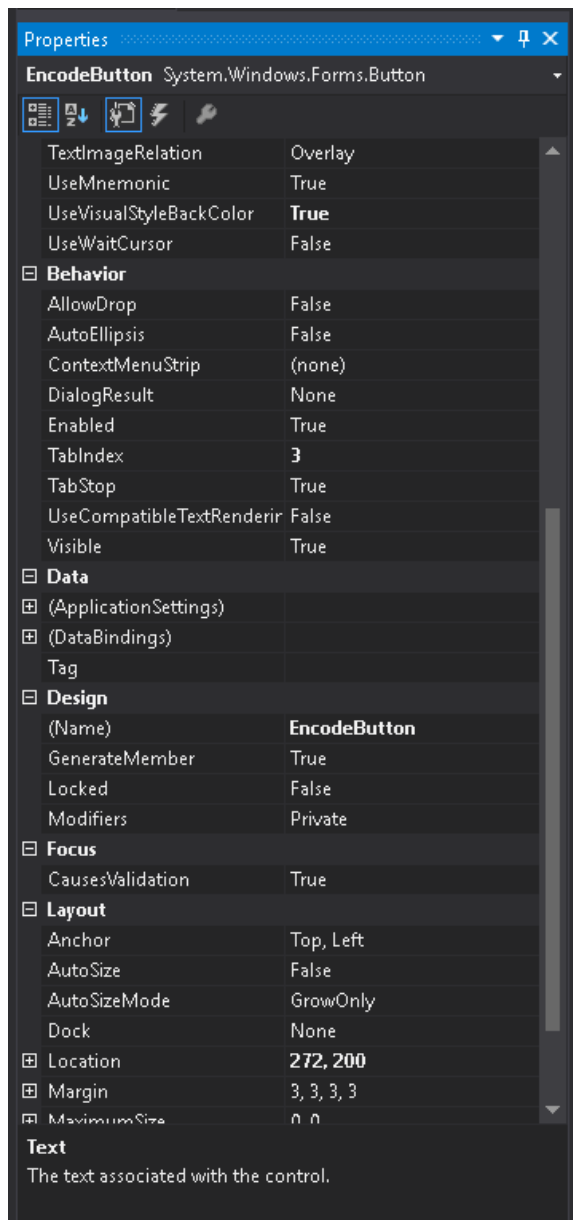 Properties
EncodeButton System.Windows.Forms.Button
TextImageRelation Overlay
UseMnemonic True
UseVisualStyleBackColor True
UseWaitCursor False
Behavior
AllowDrop False
AutoEllipsis False
ContextMenuStrip (none)
DialogResult None
Enabled True
TabIndex 3
TabStop True
UseCompatibleTextRenderin False
Visible True
Data
(ApplicationSettings)
(DataBindings)
Tag
Design
(Name) EncodeButton
GenerateMember True
Locked False
Modifiers Private
Focus
CausesValidation True
Layout
Anchor Top, Left
AutoSize False
AutoSizeMode GrowOnly
Dock None
Location 272, 200
Margin 3, 3, 3, 3
MaximumSize 0, 0
Text
The text associated with the control.